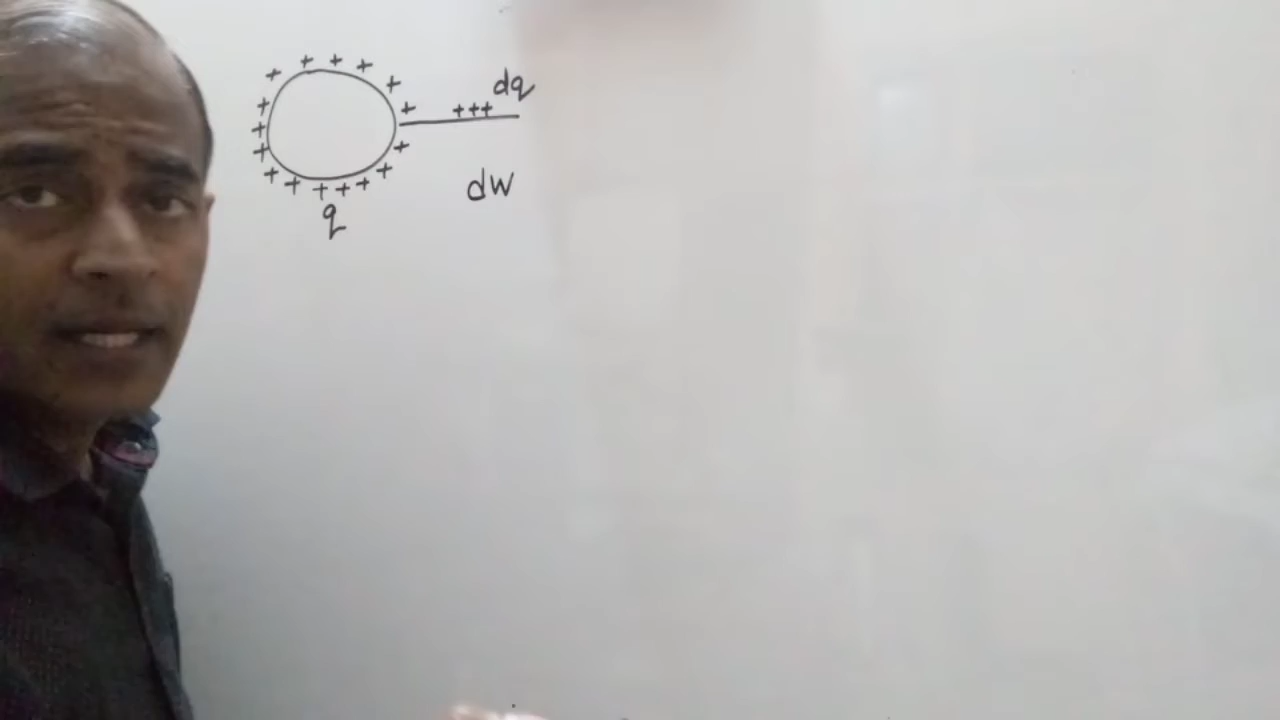 + + + + + + + + + + + + + + + + +
+++ dq
dw
q